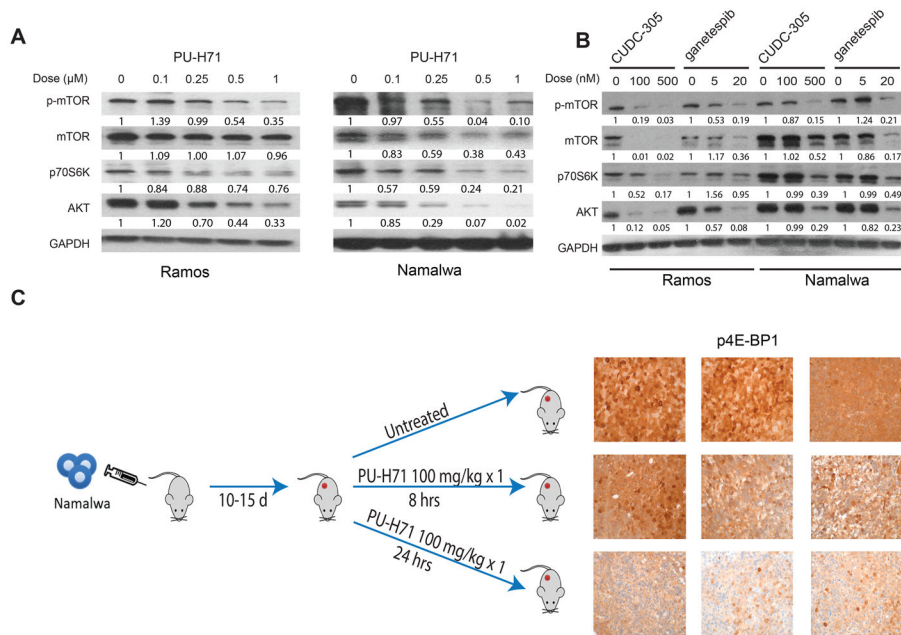 A
PU-H71
PU-H71
Dose (µM) 0 0.1 0.25 0.5 1
0 0.1 0.25 0.5 1
p-mTOR
1 1.39 0.99 0.54 0.35
1 0.97 0.55 0.04 0.10
mTOR
1 1.09 1.00 1.07 0.96
1 0.83 0.59 0.38 0.43
p70S6K
1 0.84 0.88 0.74 0.76
1 0.57 0.59 0.24 0.21
AKT
1 1.20 0.70 0.44 0.33
1 0.85 0.29 0.07 0.02
GAPDH
Ramos
Namalwa
B
CUDC-305
ganetespib
CUDC-305
ganetespib
Dose (nM) 0 100 500 0 5 20 0 100 500 0 5 20
p-mTOR
1 0.19 0.03 1 0.53 0.19 1 0.87 0.15 1 1.24 0.21
mTOR
1 0.01 0.02 1 1.17 0.36 1 1.02 0.52 1 0.86 0.17
p70S6K
1 0.52 0.17 1 1.56 0.95 1 0.99 0.39 1 0.99 0.49
AKT
1 0.12 0.05 1 0.57 0.08 1 0.99 0.29 1 0.82 0.23
GAPDH
Ramos
Namalwa
C
Namalwa
10-15 d
Untreated
PU-H71 100 mg/kg x 1
8 hrs
PU-H71 100 mg/kg x 1
24 hrs
p4E-BP1